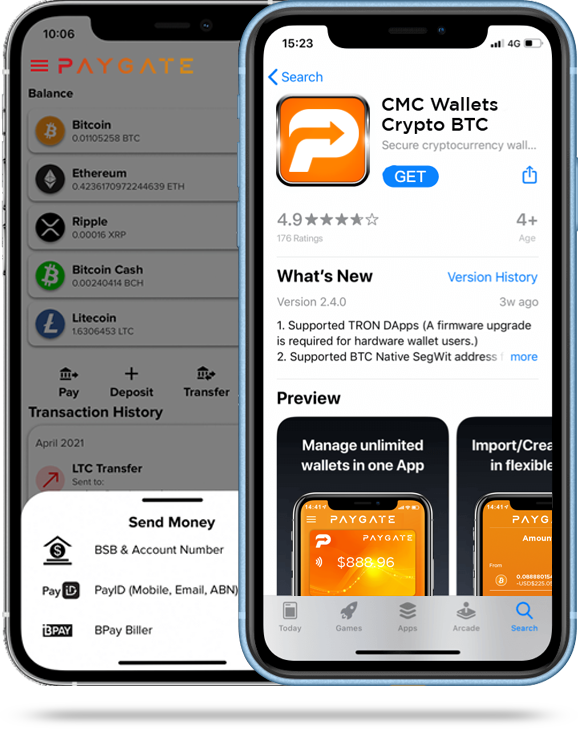 10:06
PAYGATE
Balance
Bitcoin
0.01105258 BTC
Ethereum
0.4236170972244639 ETH
Ripple
0.00016 XRP
Bitcoin Cash
0.00240414 BCH
Litecoin
1.6306453 LTC
Pay
Deposit
Transfer
Transaction History
April 2021
LTC Transfer
Sent to:
Send Money
BSB & Account Number
Pay iD
PayID (Mobile, Email, ABN)
BPAY
BPay Biller
15:23
4G
Search
CMC Wallets
Crypto BTC
Secure cryptocurrency wall...
GET
4.9
4+
176 Ratings
Age
What's New
Version History
Version 2.4.0
3w ago
1. Supported TRON DApps (A firmware upgrade
is required for hardware wallet users.)
2. Supported BTC Native SegWit address
more
Preview
Manage unlimited
wallets in one App
14:41
PAYGATE
PAYGATE
$888.96
Import/Crea
in flexible
14:41
PAYG
Amoun
From
-USD$225.0
Today
Games
Apps
Arcade
Search